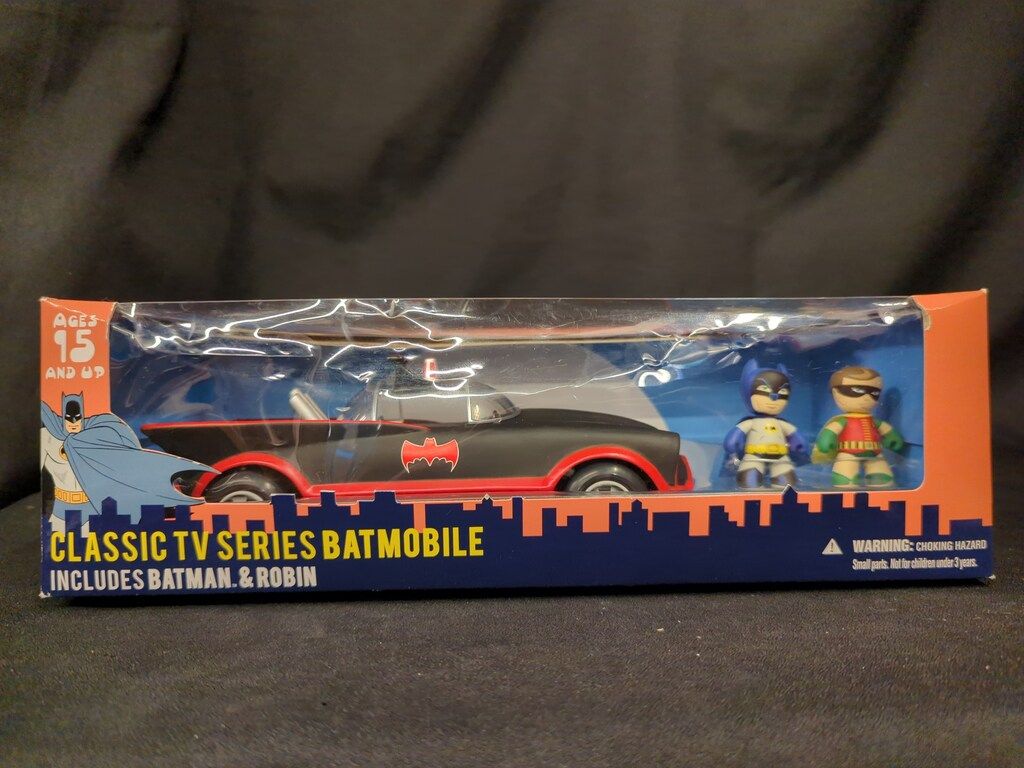 AGES
15
AND UP
CLASSIC TV SERIES BATMOBILE
INCLUDES BATMAN & ROBIN
WARNING: CHOKING HAZARD
Small parts. Not for children under 3 years.